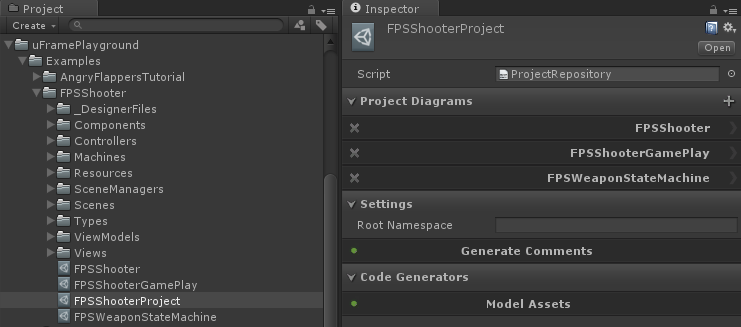 Project
Create
uFramePlayground
Examples
AngryFlappersTutorial
FPSShooter
_DesignerFiles
Components
Controllers
Machines
Resources
SceneManagers
Scenes
Types
ViewModels
Views
FPSShooter
FPSShooterGamePlay
FPSShooterProject
FPSWeaponStateMachine
Inspector
FPSShooterProject
Open
Script
ProjectRepository
Project Diagrams
FPSShooter
FPSShooterGamePlay
FPSWeaponStateMachine
Settings
Root Namespace
Generate Comments
Code Generators
Model Assets